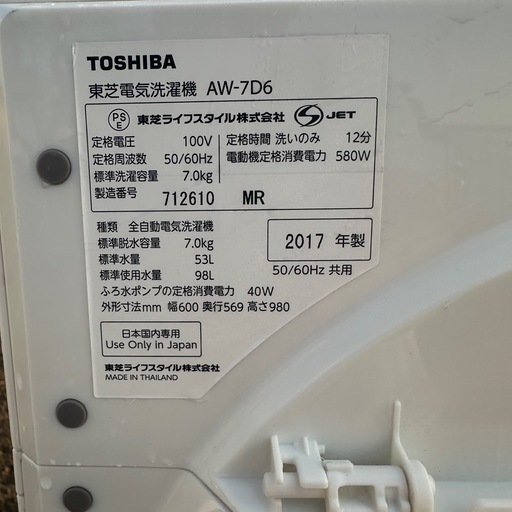 TOSHIBA
東芝電気洗濯機 AW-7D6
PSE 東芝ライフスタイル株式会社 S JET
定格電圧 100V 定格時間 洗いのみ 12分
定格周波数 50/60Hz 電動機定格消費電力 580W
標準洗濯容量 7.0kg
製造番号 712610 MR
種類 全自動電気洗濯機
標準脱水容量 7.0kg
標準水量 53L
標準使用水量 98L
2017 年製
50/60Hz 共用
ふろ水ポンプの定格消費電力 40W
外形寸法mm 幅600 奥行569 高さ980
日本国内専用
Use Only in Japan
東芝ライフスタイル株式会社
MADE IN THAILAND